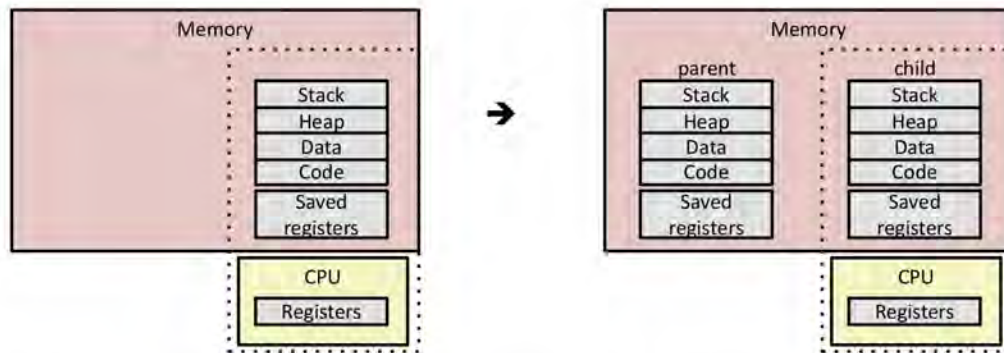 Memory
Stack
Heap
Data
Code
Saved
registers
CPU
Registers
Memory
parent
child
Stack
Stack
Heap
Heap
Data
Data
Code
Code
Saved
registers
Saved
registers
CPU
Registers